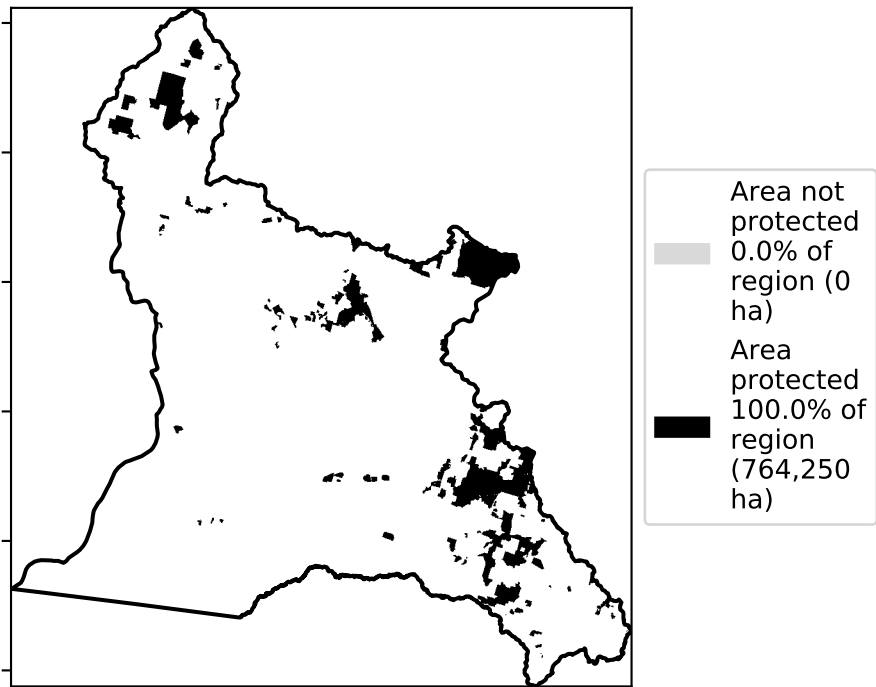 Area not
protected
0.0% of
region (0
ha)
Area
protected
100.0% of
region
(764,250
ha)